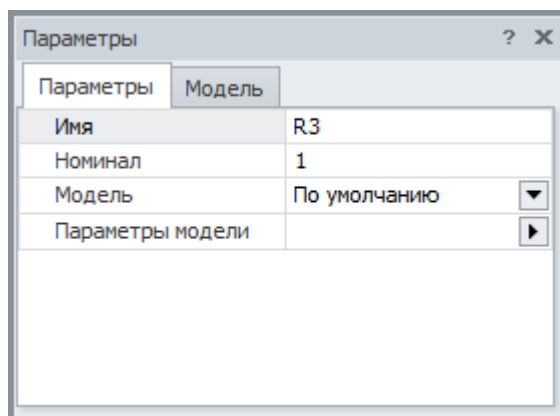 Параметры ?
Параметры Модель
Имя R3
Номинал 1
Модель По умолчанию
Параметры модели